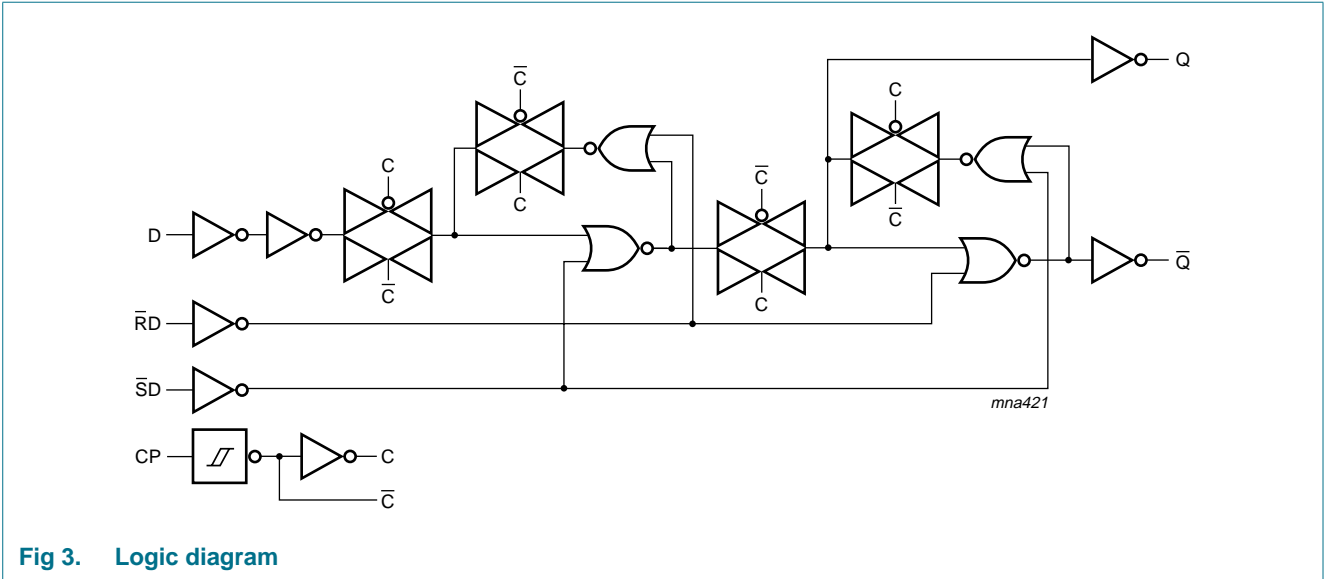 Q
C̅
C
C
C̅
D
C̅
C
C̅
Q̅
C
R̅D
S̅D
mna421
CP
C
C̅
Fig 3. Logic diagram